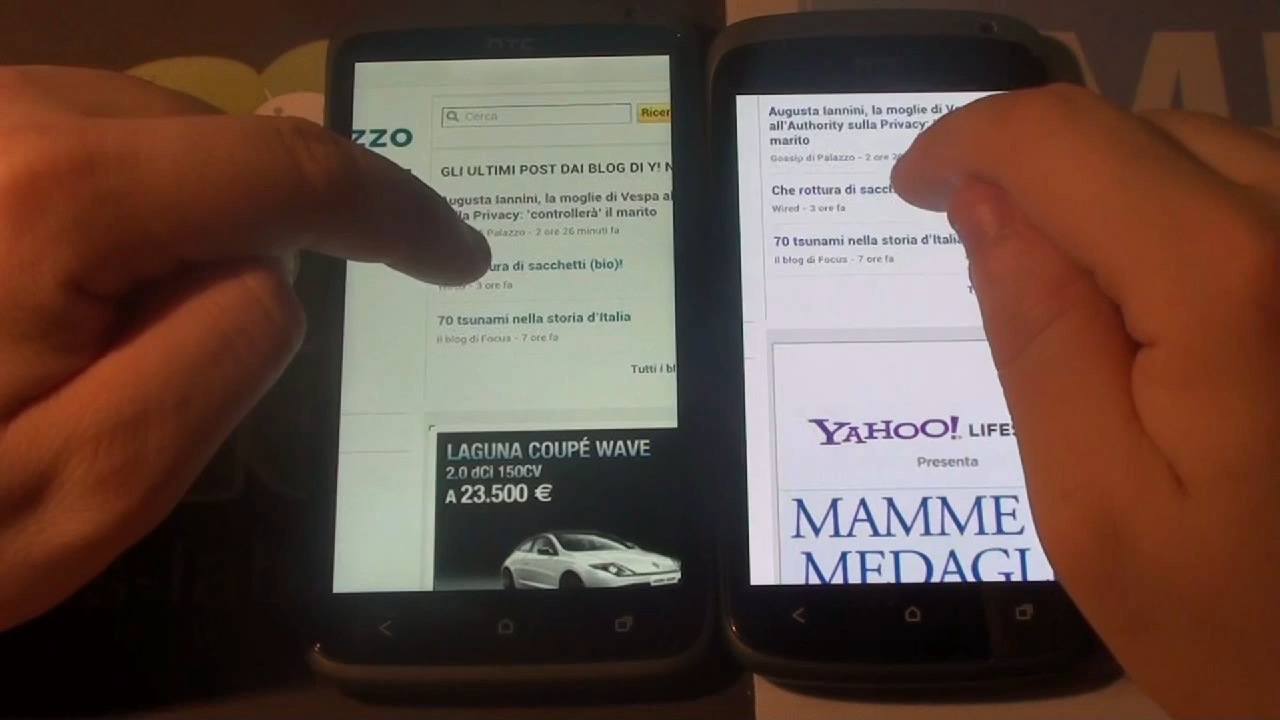 hTC
ZZO
Cerca
Ricer
GLI ULTIMI POST DAI BLOG DI Y! N
Augusta Iannini, la moglie di Vespa al
la Privacy: 'controllerà' il marito
Palazzo - 2 ore 26 minuti fa
ura di sacchetti (bio)!
- 3 ore fa
70 tsunami nella storia d'Italia
Il blog di Focus - 7 ore fa
Tutti i bl
LAGUNA COUPÉ WAVE
2.0 dCi 150CV
A 23.500 €
Augusta Iannini, la moglie di Ve
all'Authority sulla Privacy:
marito
Gossip di Palazzo - 2 ore 2
Che rottura di sacch
Wired - 3 ore fa
70 tsunami nella storia d'Italia
Il blog di Focus - 7 ore fa
T
YAHOO! LIFES
Presenta
MAMME
MEDAGL